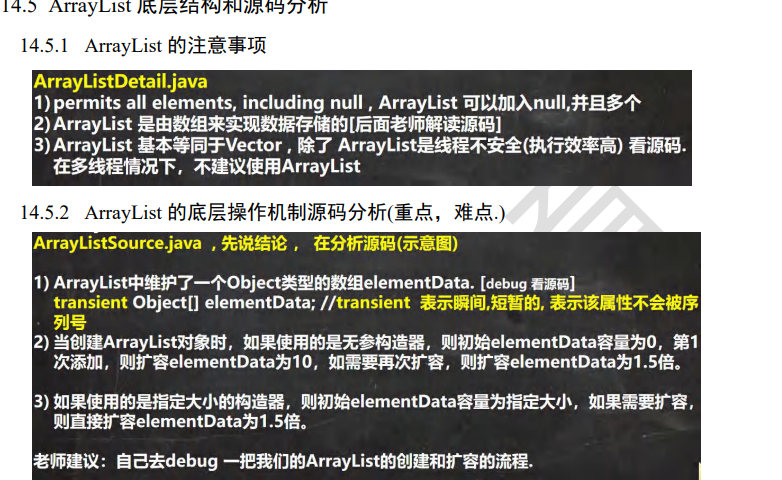 14.5 ArrayList 底层结构和源码分析
14.5.1 ArrayList 的注意事项
ArrayListDetail.java
1) permits all elements, including null , ArrayList 可以加入null,并且多个
2) ArrayList 是由数组来实现数据存储的[后面老师解读源码]
3) ArrayList 基本等同于Vector , 除了 ArrayList是线程不安全(执行效率高) 看源码.
在多线程情况下，不建议使用ArrayList
14.5.2 ArrayList 的底层操作机制源码分析(重点，难点.)
ArrayListSource.java , 先说结论， 在分析源码(示意图)
1) ArrayList中维护了一个Object类型的数组elementData. [debug 看源码]
transient Object[] elementData; //transient 表示瞬间,短暂的, 表示该属性不会被序
列号
2) 当创建ArrayList对象时，如果使用的是无参构造器，则初始elementData容量为0，第1
次添加，则扩容elementData为10，如需要再次扩容，则扩容elementData为1.5倍。
3) 如果使用的是指定大小的构造器，则初始elementData容量为指定大小，如果需要扩容，
则直接扩容elementData为1.5倍。
老师建议：自己去debug 一把我们的ArrayList的创建和扩容的流程.